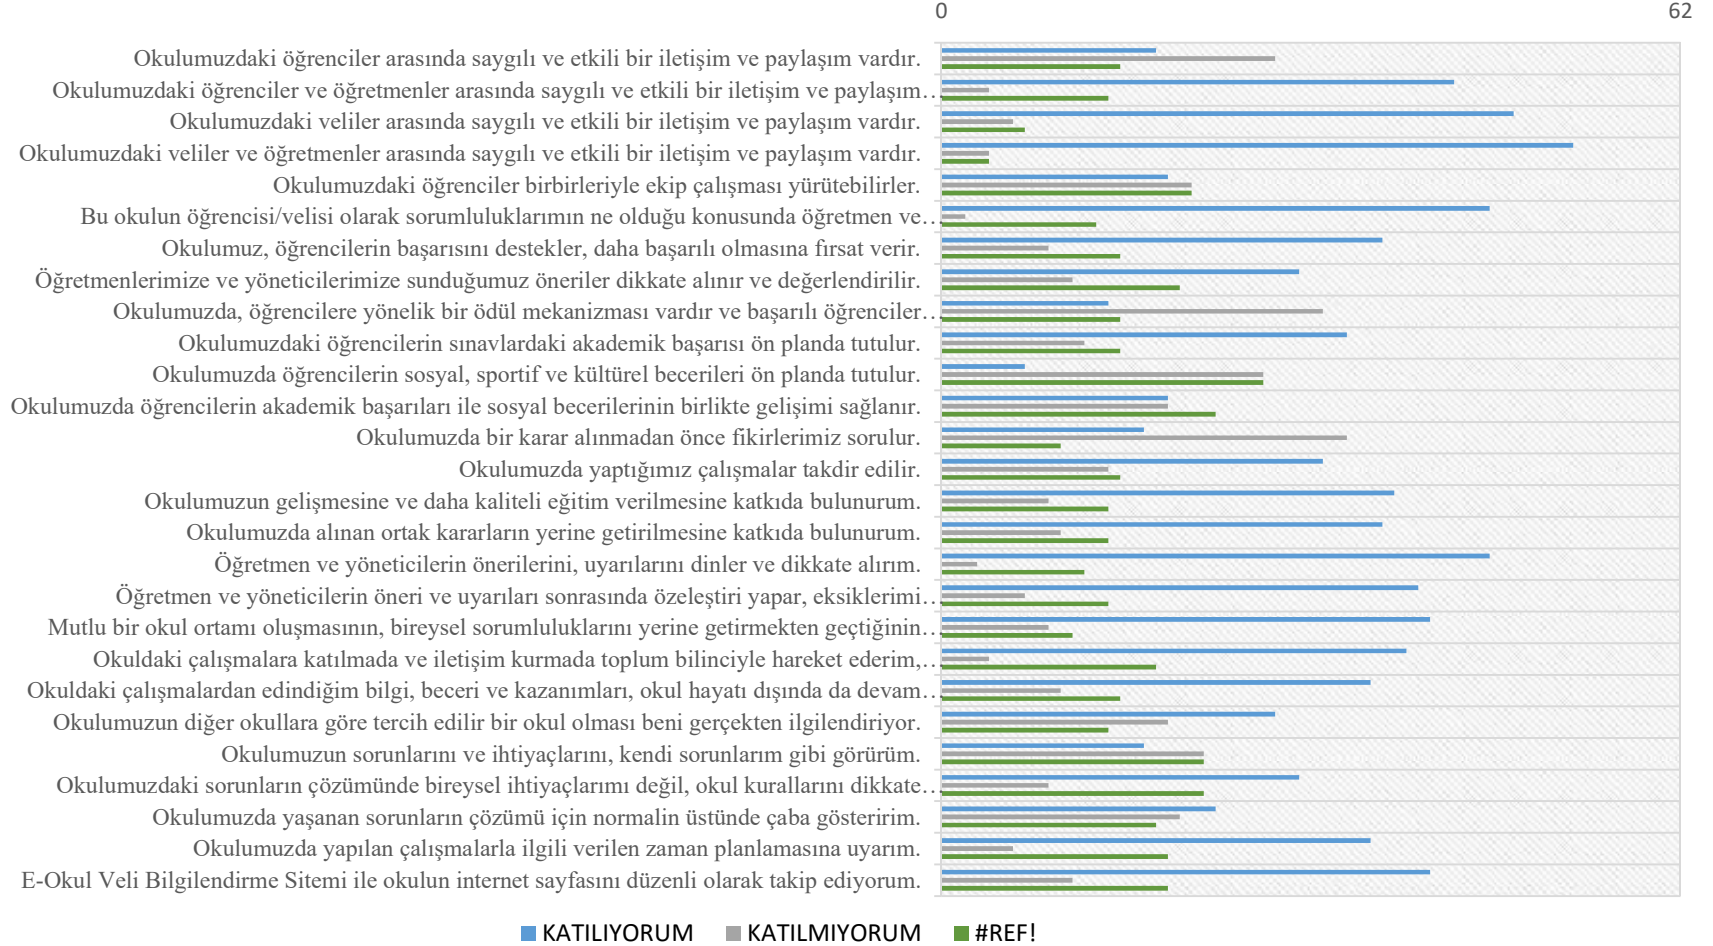 0 62
Okulumuzdaki öğrenciler arasında saygılı ve etkili bir iletişim ve paylaşım vardır.
Okulumuzdaki öğrenciler ve öğretmenler arasında saygılı ve etkili bir iletişim ve paylaşım…
Okulumuzdaki veliler arasında saygılı ve etkili bir iletişim ve paylaşım vardır.
Okulumuzdaki veliler ve öğretmenler arasında saygılı ve etkili bir iletişim ve paylaşım vardır.
Okulumuzdaki öğrenciler birbirleriyle ekip çalışması yürütebilirler.
Bu okulun öğrencisi/velisi olarak sorumluluklarımın ne olduğu konusunda öğretmen ve…
Okulumuz, öğrencilerin başarısını destekler, daha başarılı olmasına fırsat verir.
Öğretmenlerimize ve yöneticilerimize sunduğumuz öneriler dikkate alınır ve değerlendirilir.
Okulumuzda, öğrencilere yönelik bir ödül mekanizması vardır ve başarılı öğrenciler…
Okulumuzdaki öğrencilerin sınavlardaki akademik başarısı ön planda tutulur.
Okulumuzda öğrencilerin sosyal, sportif ve kültürel becerileri ön planda tutulur.
Okulumuzda öğrencilerin akademik başarıları ile sosyal becerilerinin birlikte gelişimi sağlanır.
Okulumuzda bir karar alınmadan önce fikirlerimiz sorulur.
Okulumuzda yaptığımız çalışmalar takdir edilir.
Okulumuzun gelişmesine ve daha kaliteli eğitim verilmesine katkıda bulunurum.
Okulumuzda alınan ortak kararların yerine getirilmesine katkıda bulunurum.
Öğretmen ve yöneticilerin önerilerini, uyarılarını dinler ve dikkate alırım.
Öğretmen ve yöneticilerin öneri ve uyarıları sonrasında özeleştiri yapar, eksiklerimi…
Mutlu bir okul ortamı oluşmasının, bireysel sorumluluklarını yerine getirmekten geçtiğinin…
Okuldaki çalışmalara katılmada ve iletişim kurmada toplum bilinciyle hareket ederim,…
Okuldaki çalışmalardan edindiğim bilgi, beceri ve kazanımları, okul hayatı dışında da devam…
Okulumuzun diğer okullara göre tercih edilir bir okul olması beni gerçekten ilgilendiriyor.
Okulumuzun sorunlarını ve ihtiyaçlarını, kendi sorunlarım gibi görürüm.
Okulumuzdaki sorunların çözümünde bireysel ihtiyaçlarımı değil, okul kurallarını dikkate…
Okulumuzda yaşanan sorunların çözümü için normalin üstünde çaba gösteririm.
Okulumuzda yapılan çalışmalarla ilgili verilen zaman planlamasına uyarım.
E-Okul Veli Bilgilendirme Sitemi ile okulun internet sayfasını düzenli olarak takip ediyorum.
KATILIYORUM KATILMIYORUM #REF!